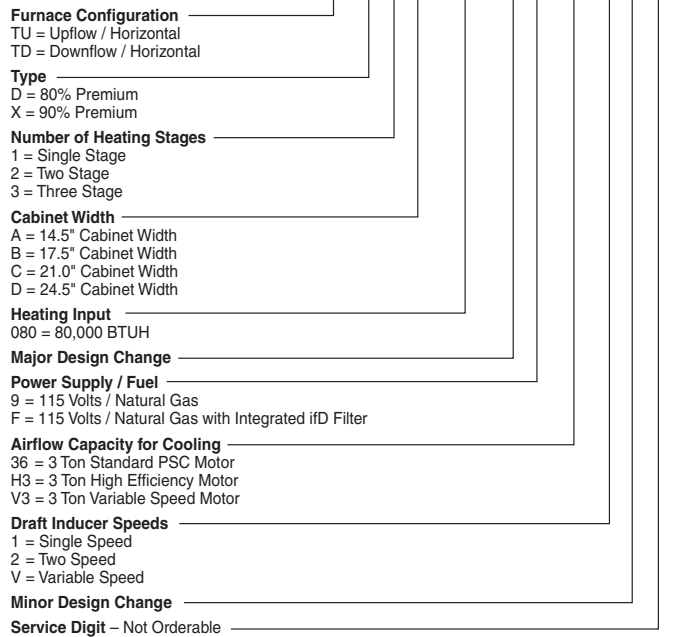 Furnace Configuration
TU = Upflow / Horizontal
TD = Downflow / Horizontal
Type
D = 80% Premium
X = 90% Premium
Number of Heating Stages
1 = Single Stage
2 = Two Stage
3 = Three Stage
Cabinet Width
A = 14.5" Cabinet Width
B = 17.5" Cabinet Width
C = 21.0" Cabinet Width
D = 24.5" Cabinet Width
Heating Input
080 = 80,000 BTUH
Major Design Change
Power Supply / Fuel
9 = 115 Volts / Natural Gas
F = 115 Volts / Natural Gas with Integrated ifD Filter
Airflow Capacity for Cooling
36 = 3 Ton Standard PSC Motor
H3 = 3 Ton High Efficiency Motor
V3 = 3 Ton Variable Speed Motor
Draft Inducer Speeds
1 = Single Speed
2 = Two Speed
V = Variable Speed
Minor Design Change
Service Digit – Not Orderable